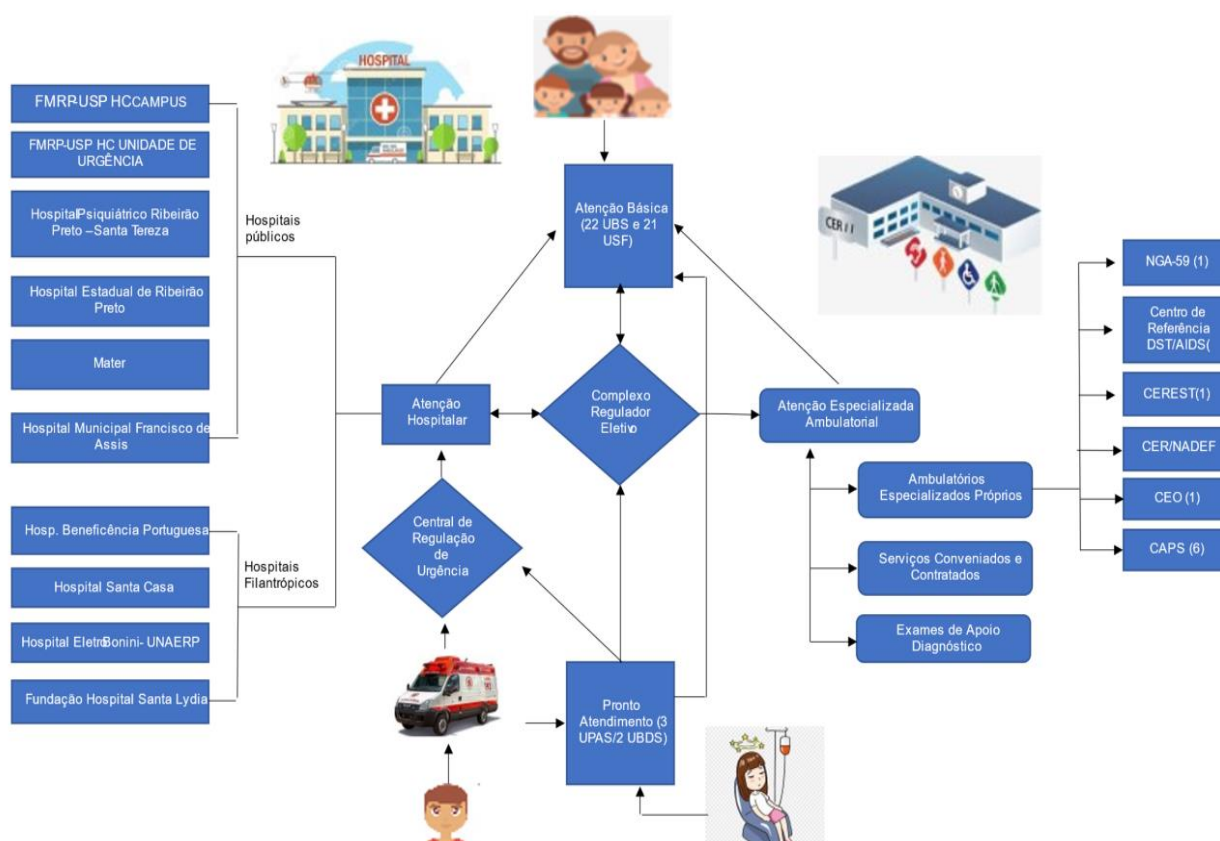 HOSPITAL
FMRP-USP HCCAMPUS
FMRP-USP HC UNIDADE DE
URGÊNCIA
HospitalPsiquiátrico Ribeirão
Preto –Santa Tereza
Hospital Estadual de Ribeirão
Preto
Mater
Hospital Municipal Francisco de
Assis
Hospitais
públicos
Hosp. Beneficência Portuguesa
Hospital Santa Casa
Hospital EletroBonini- UNAERP
Fundação Hospital Santa Lydia
Hospitais
Filantrópicos
Atenção Básica
(22 UBS e 21
USF)
Atenção
Hospitalar
Complexo
Regulador
Eletivo
Central de
Regulação
de
Urgência
Pronto
Atendimento (3
UPAS/2 UBDS)
CER II
Atenção Especializada
Ambulatorial
Ambulatórios
Especializados Próprios
Serviços Conveniados e
Contratados
Exames de Apoio
Diagnóstico
NGA-59 (1)
Centro de
Referência
DST/AIDS(
CEREST(1)
CER/NADEF
CEO (1)
CAPS (6)